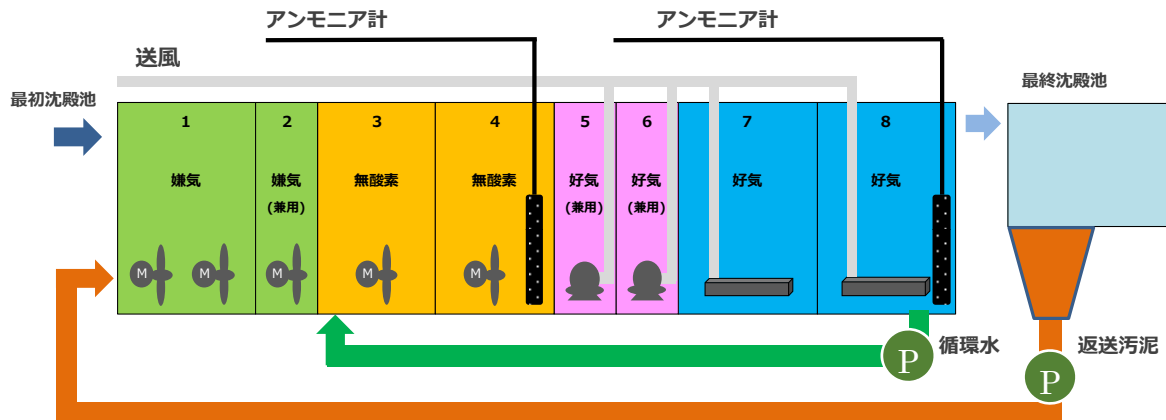 アンモニア計
アンモニア計
送風
最初沈殿池
最終沈殿池
1
2
3
4
5
6
7
8
嫌気
嫌気
(兼用)
無酸素
無酸素
好気
(兼用)
好気
(兼用)
好気
好気
M
M
M
M
M
P
循環水
P
返送汚泥